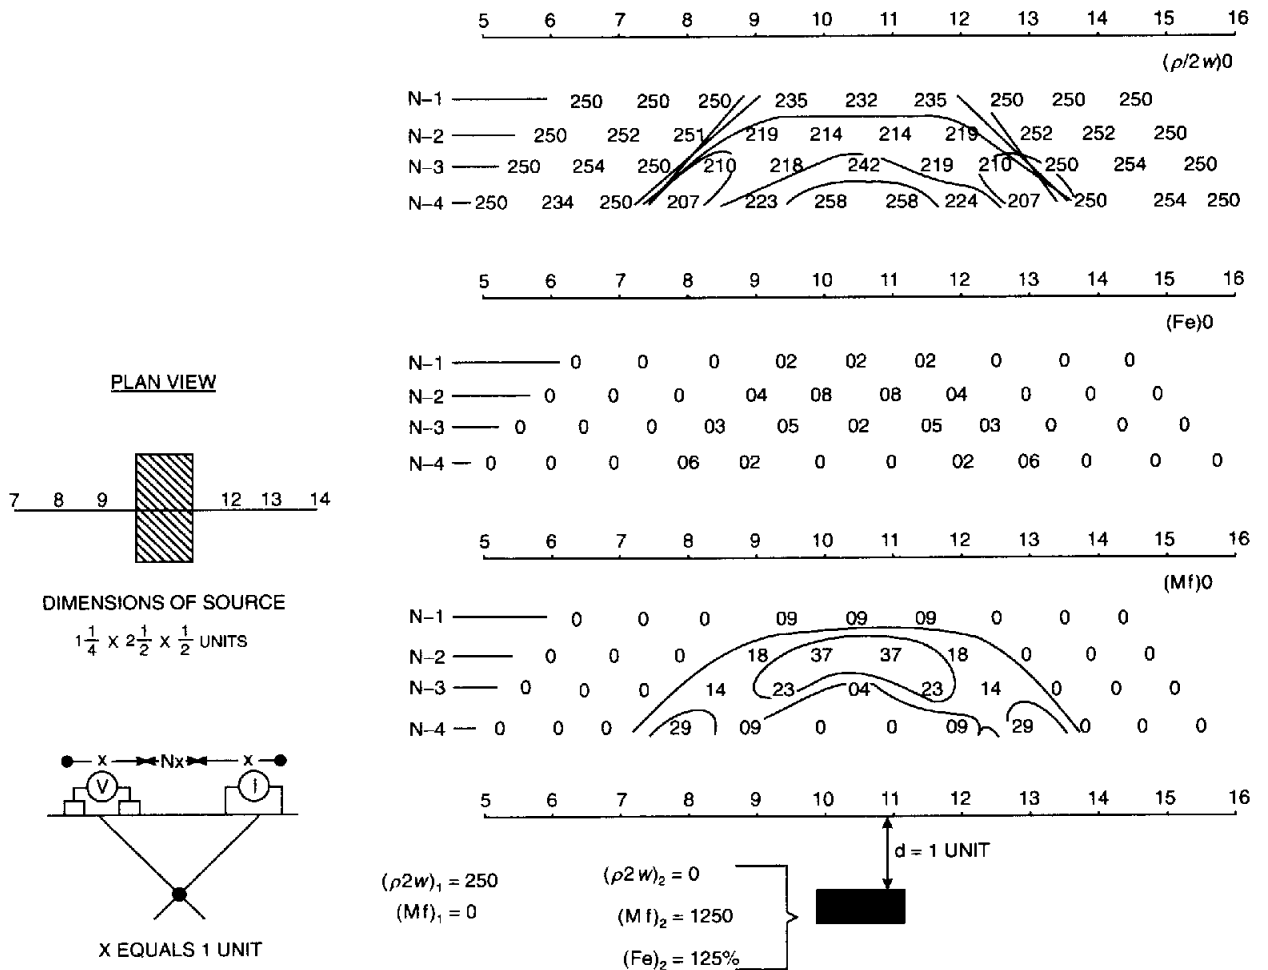 5 6 7 8 9 10 11 12 13 14 15 16
(ρ/2w)0
N–1 250 250 250 235 232 235 250 250 250
N–2 250 252 251 219 214 214 219 252 252 250
N–3 250 254 250 210 218 242 219 210 250 254 250
N–4 250 234 250 207 223 258 258 224 207 250 254 250
5 6 7 8 9 10 11 12 13 14 15 16
(Fe)0
N–1 0 0 0 02 02 02 0 0 0
N–2 0 0 0 04 08 08 04 0 0 0
N–3 0 0 0 03 05 02 05 03 0 0 0
N–4 0 0 0 06 02 0 0 02 06 0 0 0
PLAN VIEW
7 8 9 12 13 14
DIMENSIONS OF SOURCE
1 1/4 X 2 1/2 X 1/2 UNITS
5 6 7 8 9 10 11 12 13 14 15 16
(Mf)0
N–1 0 0 0 09 09 09 0 0 0
N–2 0 0 0 18 37 37 18 0 0 0
N–3 0 0 0 14 23 04 23 14 0 0 0
N–4 0 0 0 29 09 0 0 09 29 0 0 0
X Nx X
V I
X EQUALS 1 UNIT
5 6 7 8 9 10 11 12 13 14 15 16
d = 1 UNIT
(ρ2w)₁ = 250
(Mf)₁ = 0
(ρ2w)₂ = 0
(Mf)₂ = 1250
(Fe)₂ = 125%